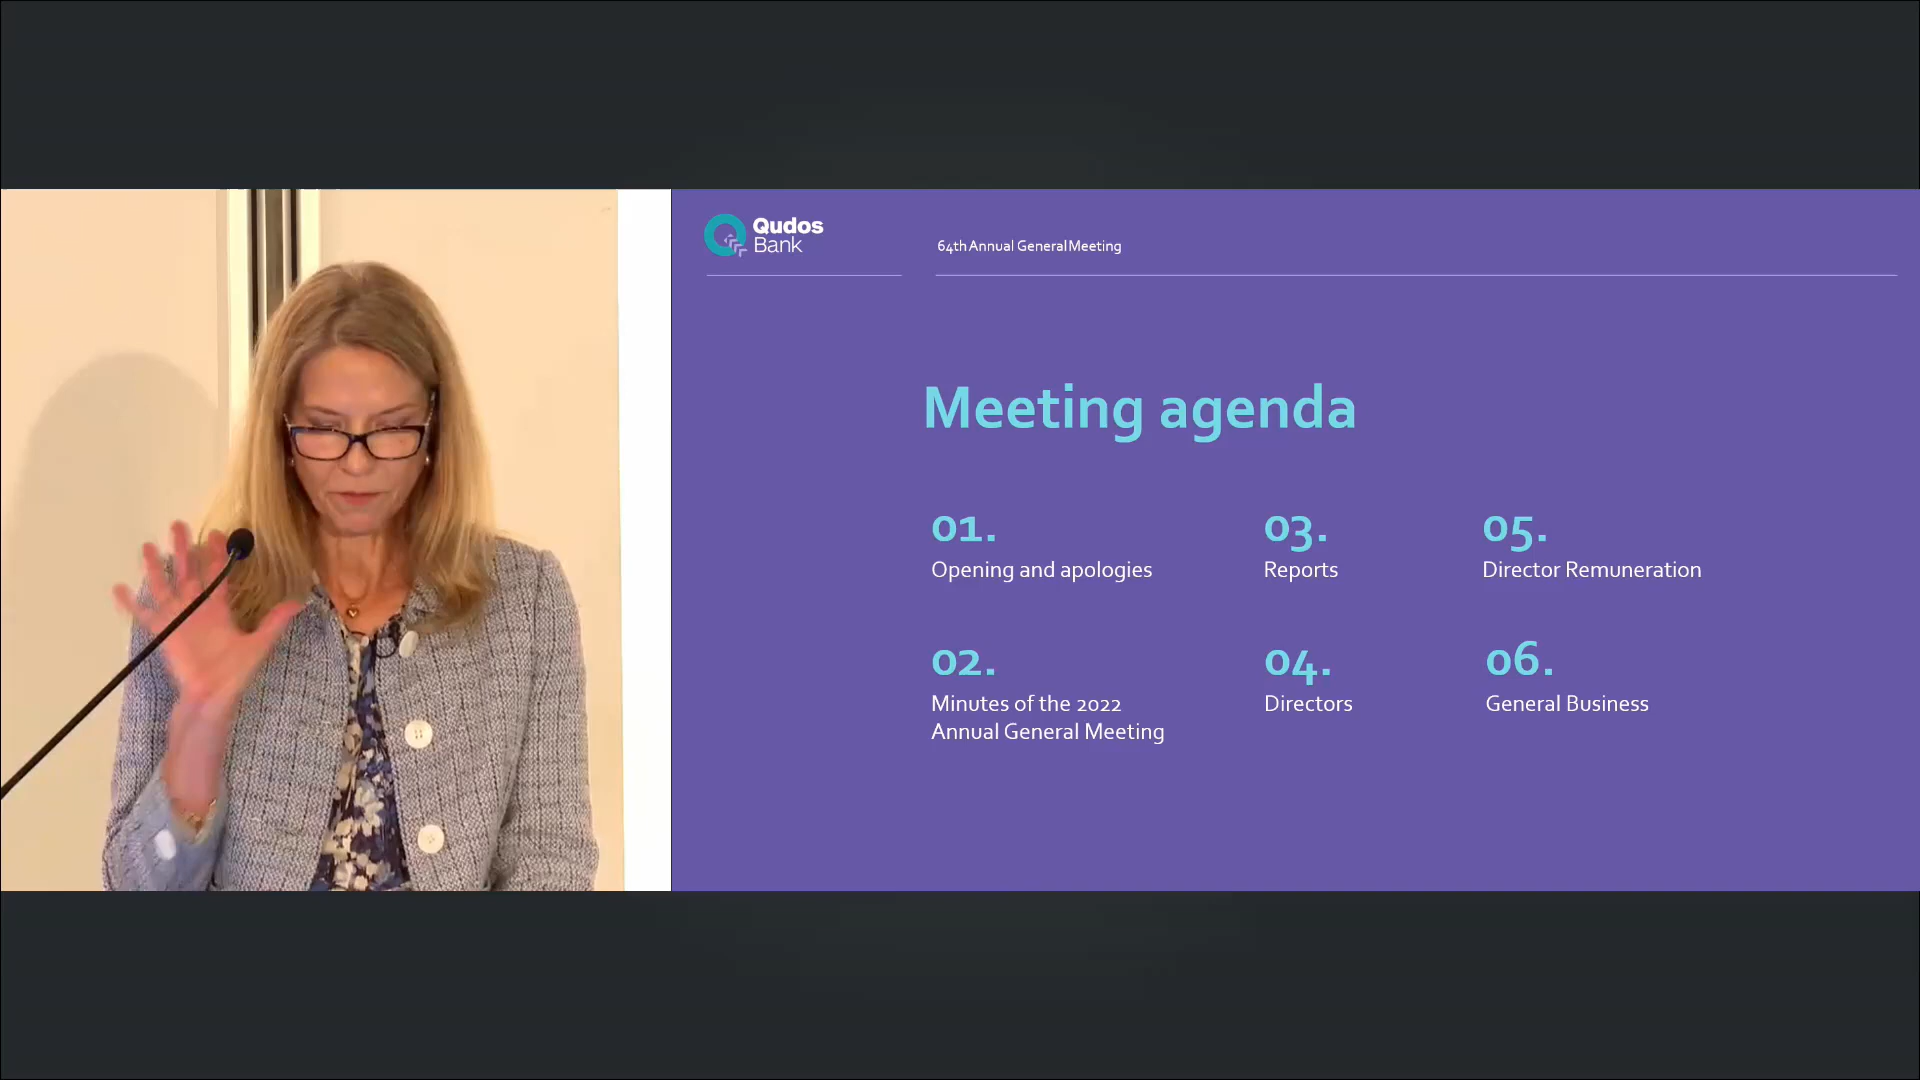 Qudos
Bank
64th Annual General Meeting
Meeting agenda
01.
Opening and apologies
02.
Minutes of the 2022
Annual General Meeting
03.
Reports
04.
Directors
05.
Director Remuneration
06.
General Business